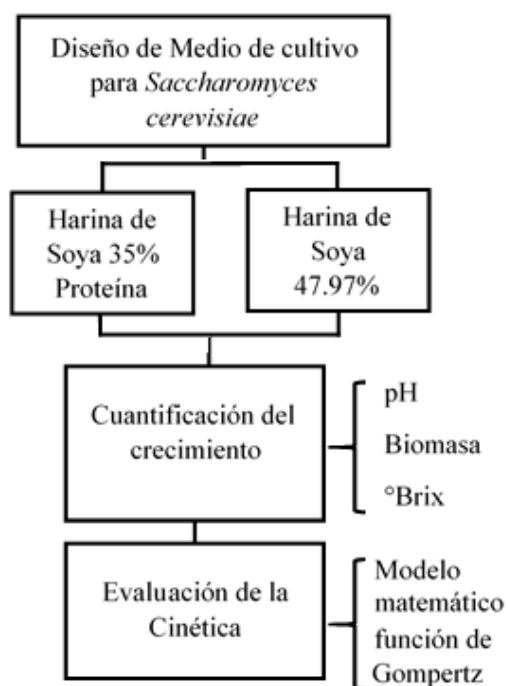 Diseño de Medio de cultivo
para Saccharomyces
cerevisiae
Harina de
Soya 35%
Proteína
Harina de
Soya
47.97%
Cuantificación del
crecimiento
pH
Biomasa
°Brix
Evaluación de la
Cinética
Modelo
matemático
función de
Gompertz